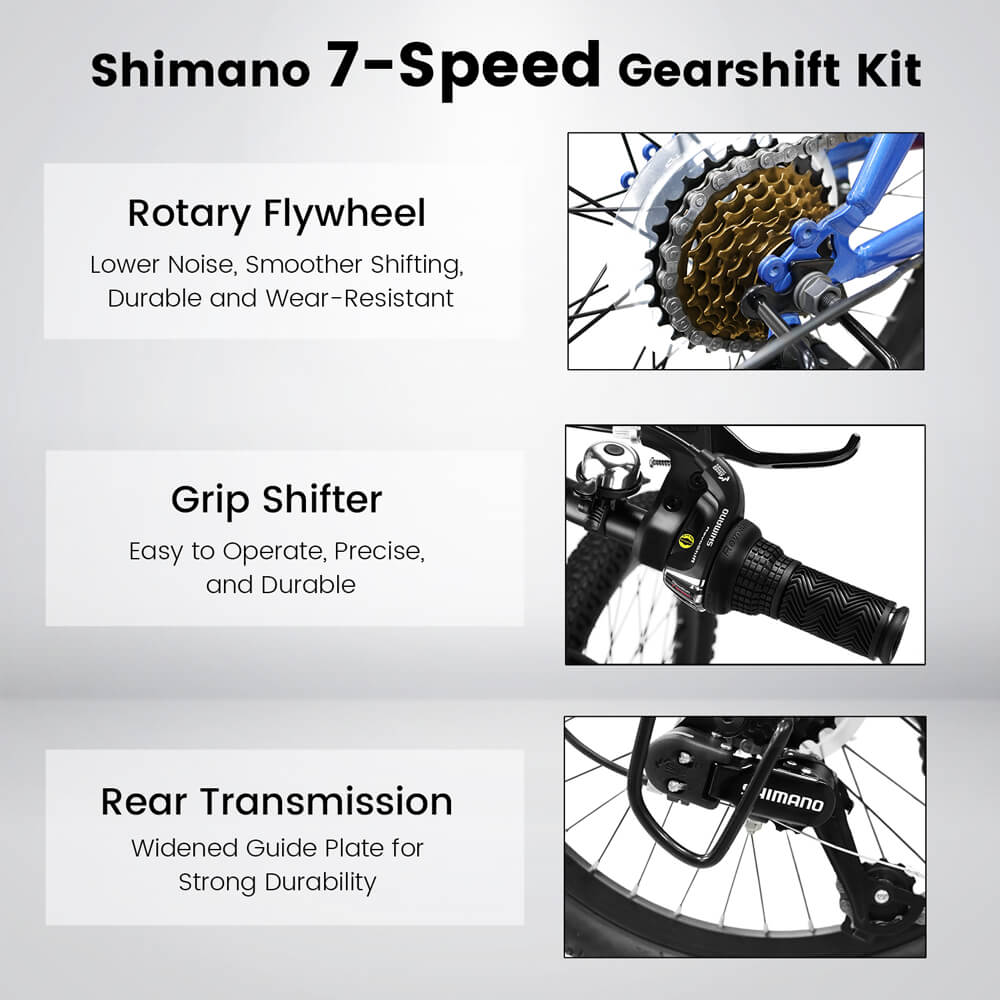 Shimano 7-Speed Gearshift Kit
Rotary Flywheel
Lower Noise, Smoother Shifting,
Durable and Wear-Resistant
Grip Shifter
Easy to Operate, Precise,
and Durable
SHIMANO
Rear Transmission
Widened Guide Plate for
Strong Durability
SHIMANO